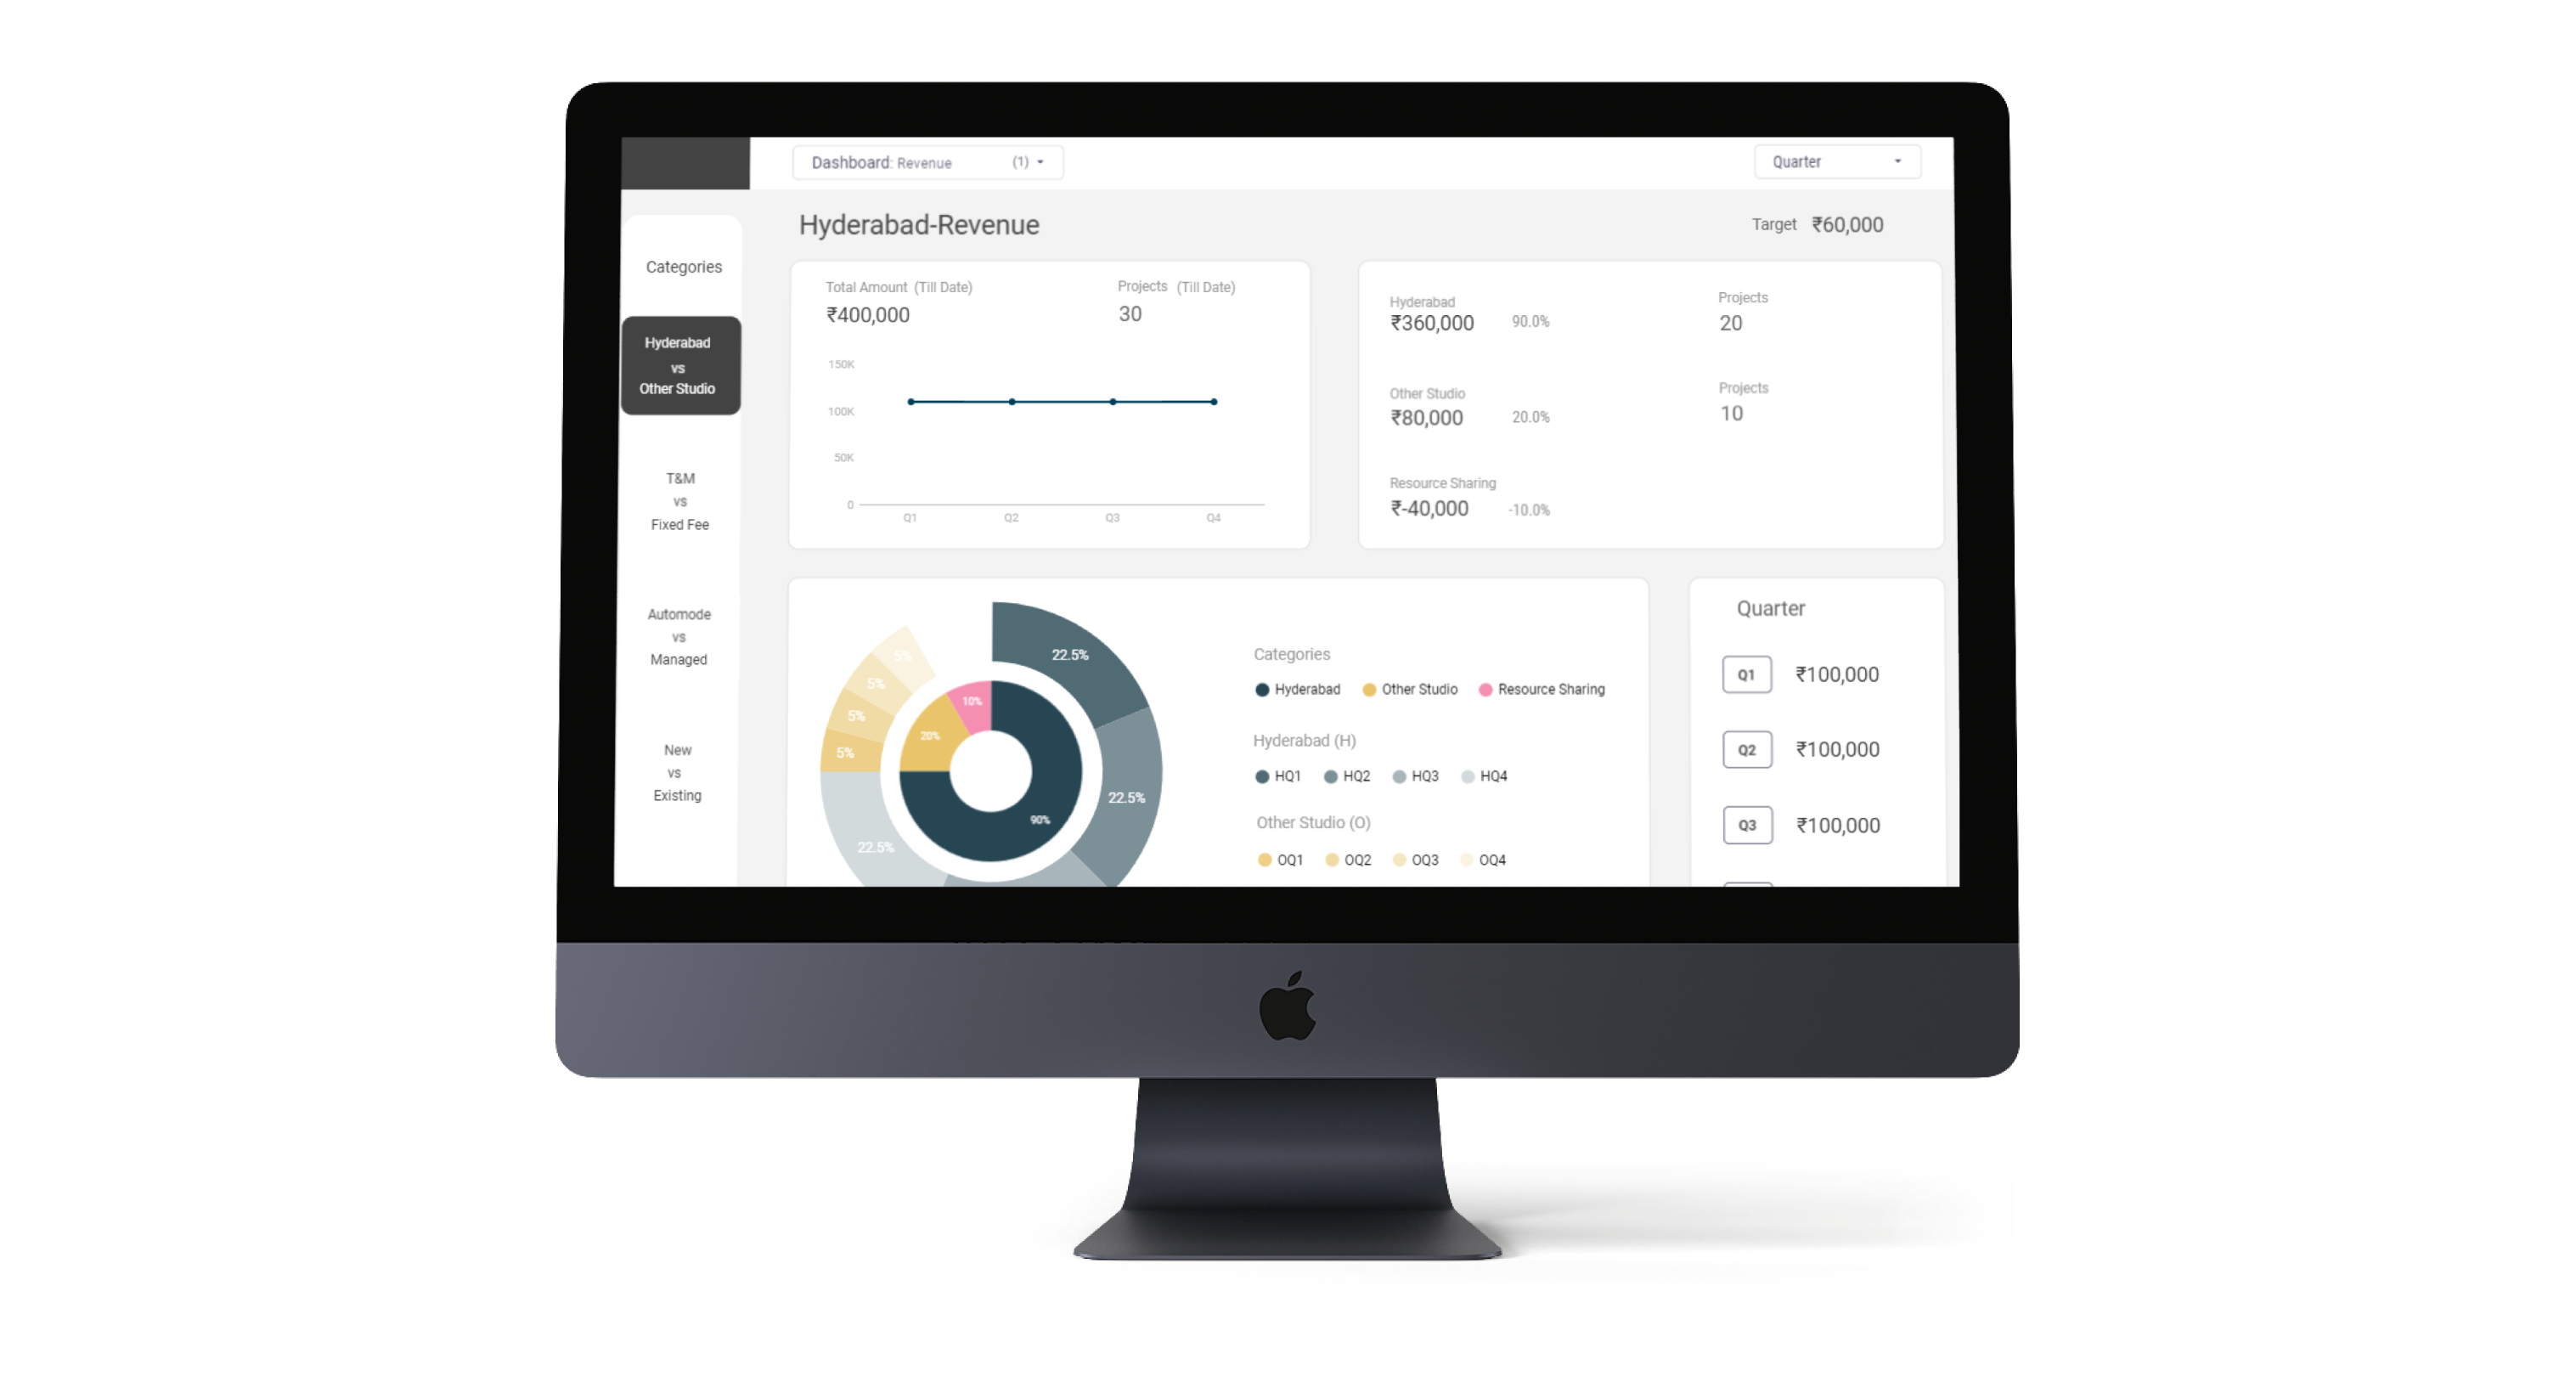 Dashboard: Revenue (1)
Quarter
Hyderabad-Revenue
Target ₹60,000
Categories
Hyderabad
vs
Other Studio
T&M
vs
Fixed Fee
Automode
vs
Managed
New
vs
Existing
Total Amount (Till Date)
₹400,000
Projects (Till Date)
30
150K
100K
50K
0
Q1 Q2 Q3 Q4
Hyderabad
₹360,000 90.0%
Projects
20
Other Studio
₹80,000 20.0%
Projects
10
Resource Sharing
₹-40,000 -10.0%
22.5%
22.5%
22.5%
5%
5%
5%
5%
10%
20%
90%
Categories
Hyderabad Other Studio Resource Sharing
Hyderabad (H)
HQ1 HQ2 HQ3 HQ4
Other Studio (O)
OQ1 OQ2 OQ3 OQ4
Quarter
Q1 ₹100,000
Q2 ₹100,000
Q3 ₹100,000